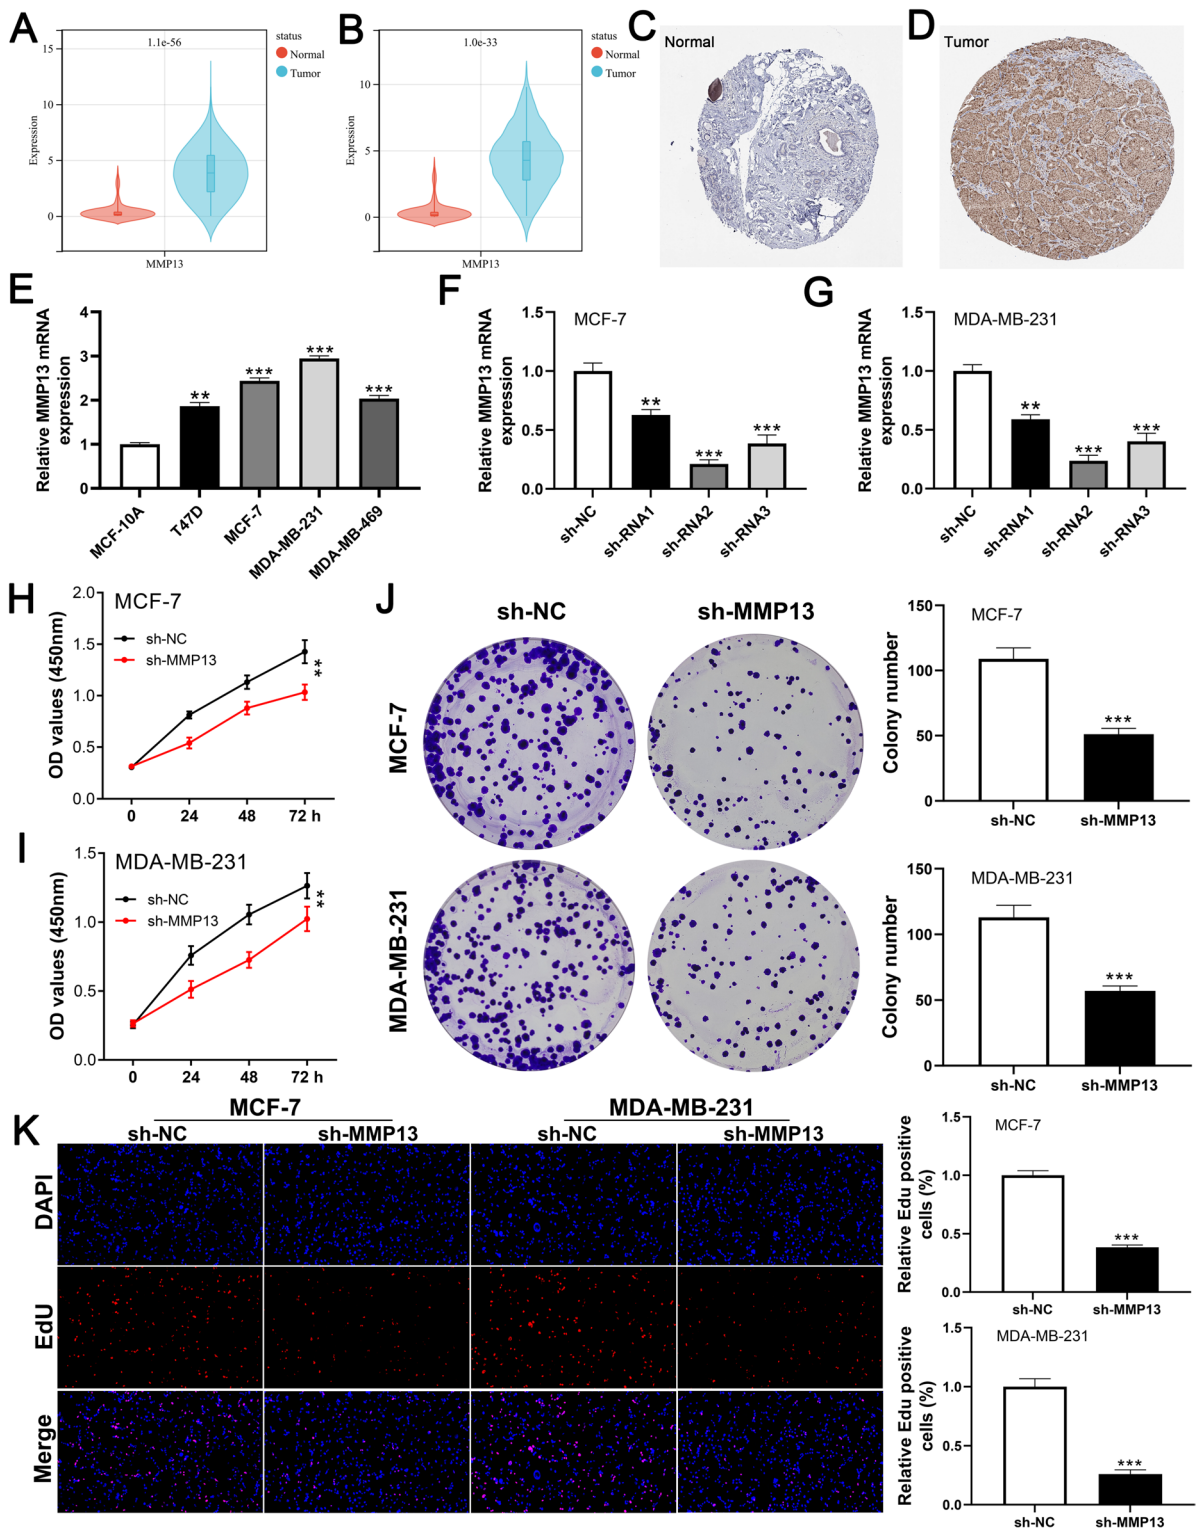 A
1.1e-56
status
Normal
Tumor
15
10
5
0
Expression
MMP13
B
1.0e-33
status
Normal
Tumor
10
5
0
Expression
MMP13
C
Normal
D
Tumor
E
Relative MMP13 mRNA
expression
4
3
2
1
0
**
***
***
***
MCF-10A
T47D
MCF-7
MDA-MB-231
MDA-MB-469
F
MCF-7
Relative MMP13 mRNA
expression
1.5
1.0
0.5
0.0
**
***
***
sh-NC
sh-RNA1
sh-RNA2
sh-RNA3
G
MDA-MB-231
Relative MMP13 mRNA
expression
1.5
1.0
0.5
0.0
**
***
***
sh-NC
sh-RNA1
sh-RNA2
sh-RNA3
H
MCF-7
sh-NC
sh-MMP13
OD values (450nm)
2.0
1.5
1.0
0.5
0.0
**
0 24 48 72 h
I
MDA-MB-231
sh-NC
sh-MMP13
OD values (450nm)
1.5
1.0
0.5
0.0
**
0 24 48 72 h
J
sh-NC sh-MMP13
MCF-7
MDA-MB-231
MCF-7
Colony number
150
100
50
0
***
sh-NC sh-MMP13
MDA-MB-231
Colony number
150
100
50
0
***
sh-NC sh-MMP13
K
MCF-7 MDA-MB-231
sh-NC sh-MMP13 sh-NC sh-MMP13
DAPI
EdU
Merge
MCF-7
Relative Edu positive
cells (%)
1.5
1.0
0.5
0.0
***
sh-NC sh-MMP13
MDA-MB-231
Relative Edu positive
cells (%)
1.5
1.0
0.5
0.0
***
sh-NC sh-MMP13